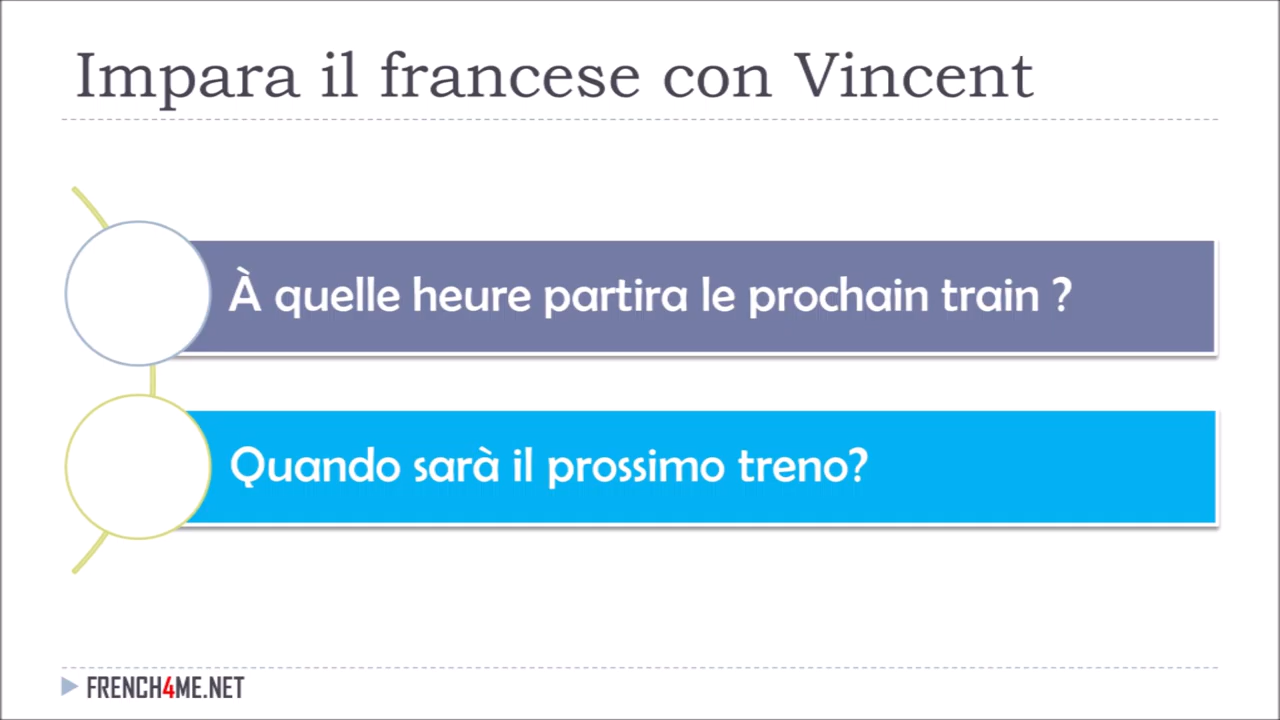 Impara il francese con Vincent
À quelle heure partira le prochain train ?
Quando sarà il prossimo treno?
FRENCH4ME.NET